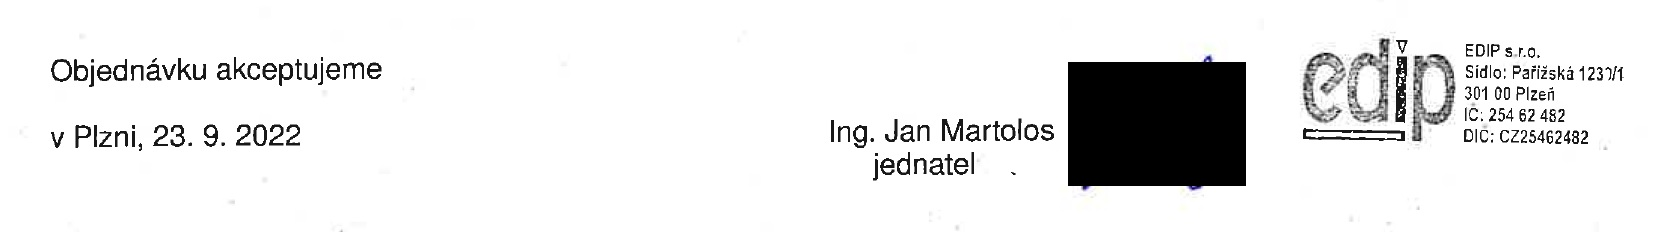 Objednávku akceptujeme
v Plzni, 23. 9. 2022
Ing. Jan Martolos
jednatel
edip
EDIP s.r.o.
Sídlo: Pařížská
301 00 Plzeň
IČ: 254 62 482
DIČ: CZ25462482